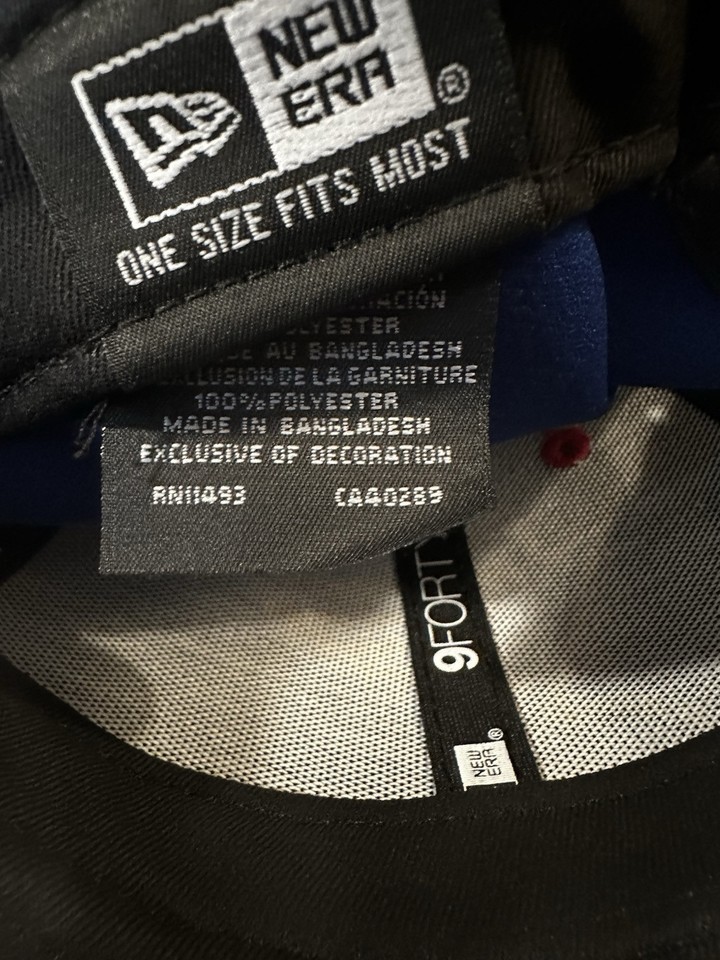 NEW
ERA®
ONE SIZE FITS MOST
AU BANGLADESH
DE LA GARNITURE
100% POLYESTER
MADE IN BANGLADESH
EXCLUSIVE OF DECORATION
RN11493 CA40289
9FORTY
NEW
ERA®